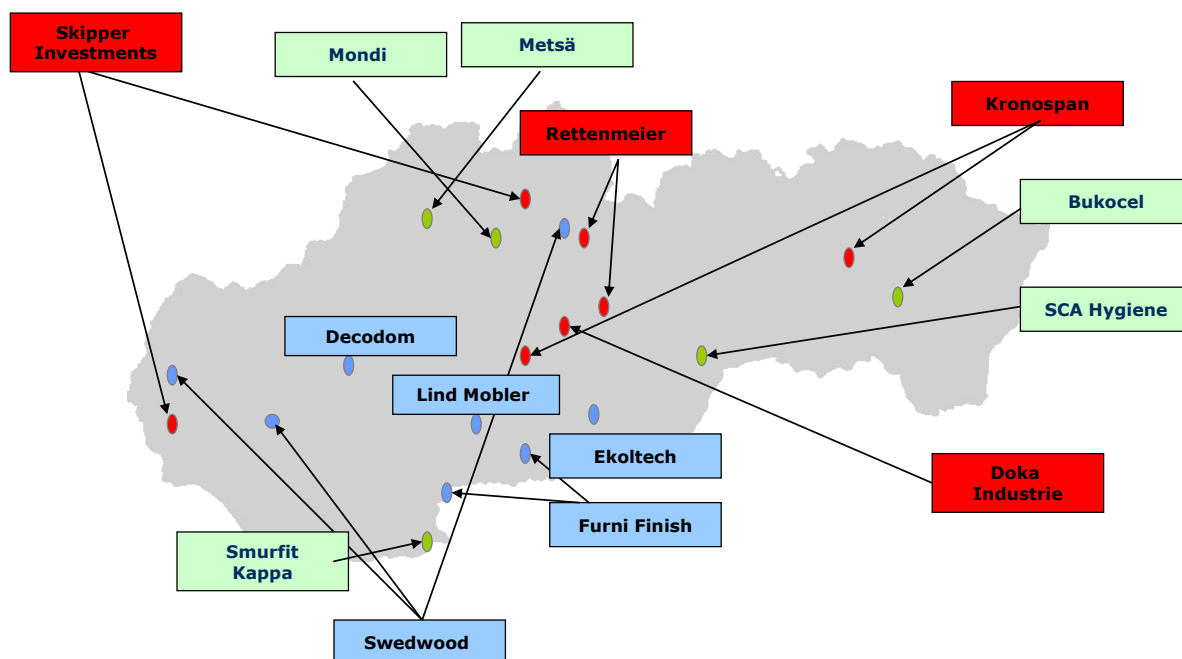 Skipper
Investments
Mondi
Metsä
Kronospan
Rettenmeier
Bukocel
SCA Hygiene
Decodom
Lind Mobler
Ekoltech
Doka
Industrie
Furni Finish
Smurfit
Kappa
Swedwood